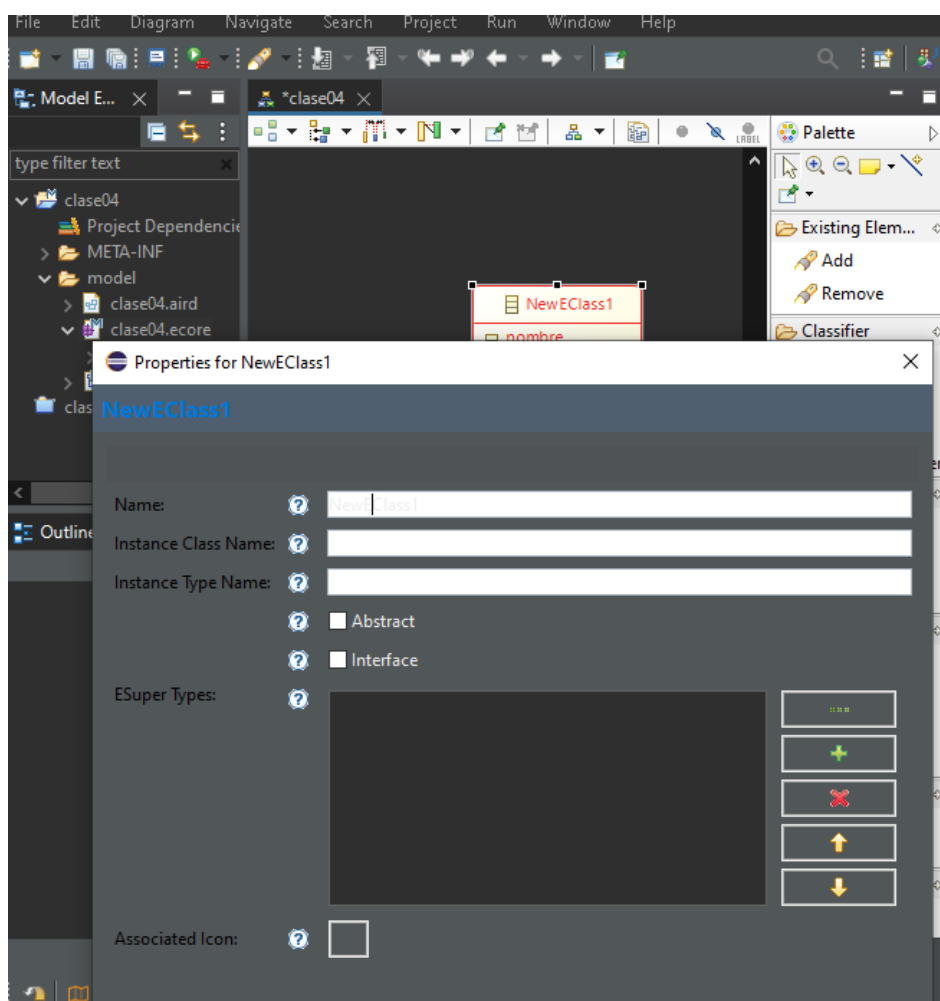 File Edit Diagram Navigate Search Project Run Window Help
Model E...
*clase04
LABEL
Palette
type filter text
clase04
Project Dependencie
META-INF
model
clase04.aird
clase04.ecore
clas
Existing Elem...
Add
Remove
Classifier
NewEClass1
nombre
Properties for NewEClass1
NewEClass1
Name: NewEClass1
Instance Class Name:
Instance Type Name:
Abstract
Interface
ESuper Types:
Associated Icon:
Outline